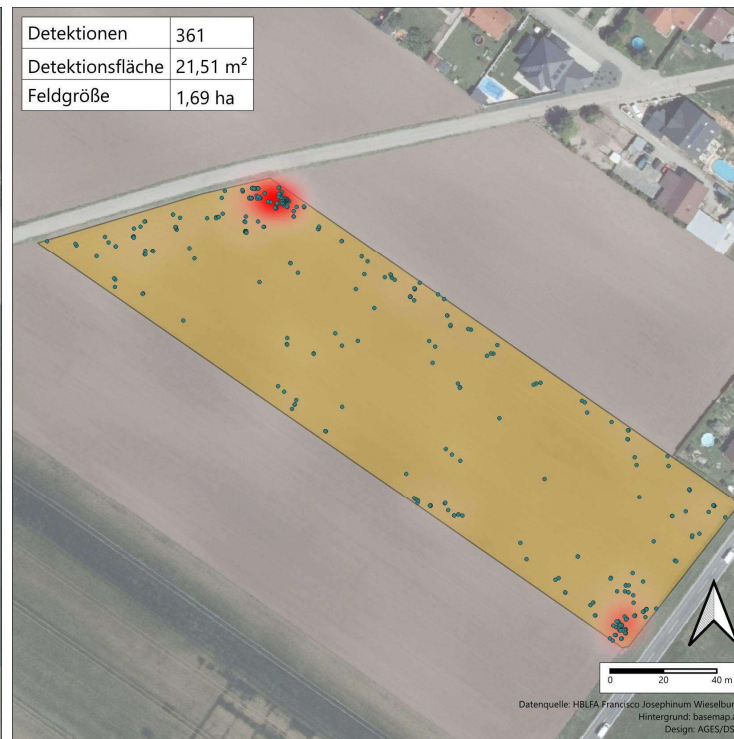 Detektionen 361
Detektionsfläche 21,51 m²
Feldgröße 1,69 ha
0 20 40 m
Datenquelle: HBLFA Francisco Josephinum Wieselbur
Hintergrund: basemap.a
Design: AGES/DS